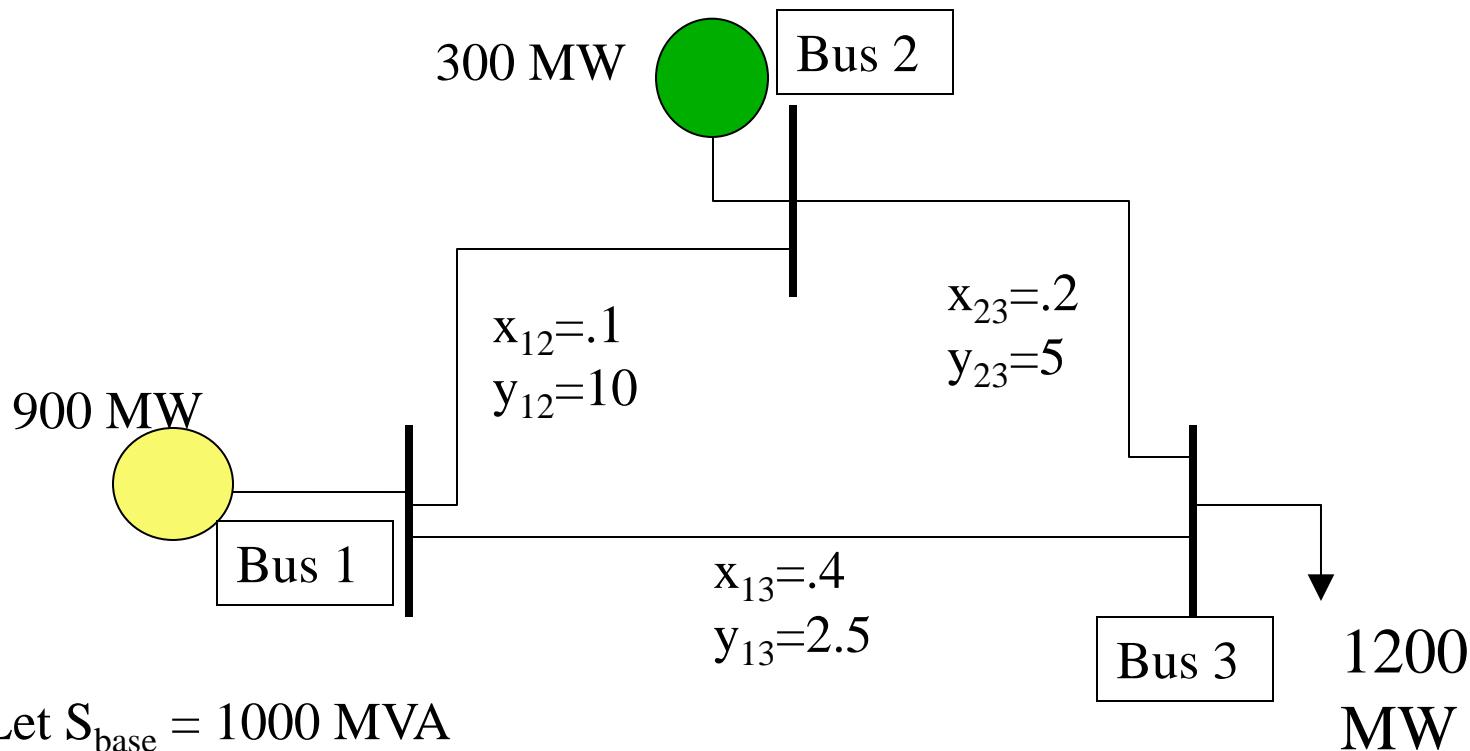 300 MW
Bus 2
x₂₃=.2
y₂₃=5
x₁₂=.1
y₁₂=10
900 MW
Bus 1
x₁₃=.4
y₁₃=2.5
Bus 3
1200
MW
Let S_base = 1000 MVA